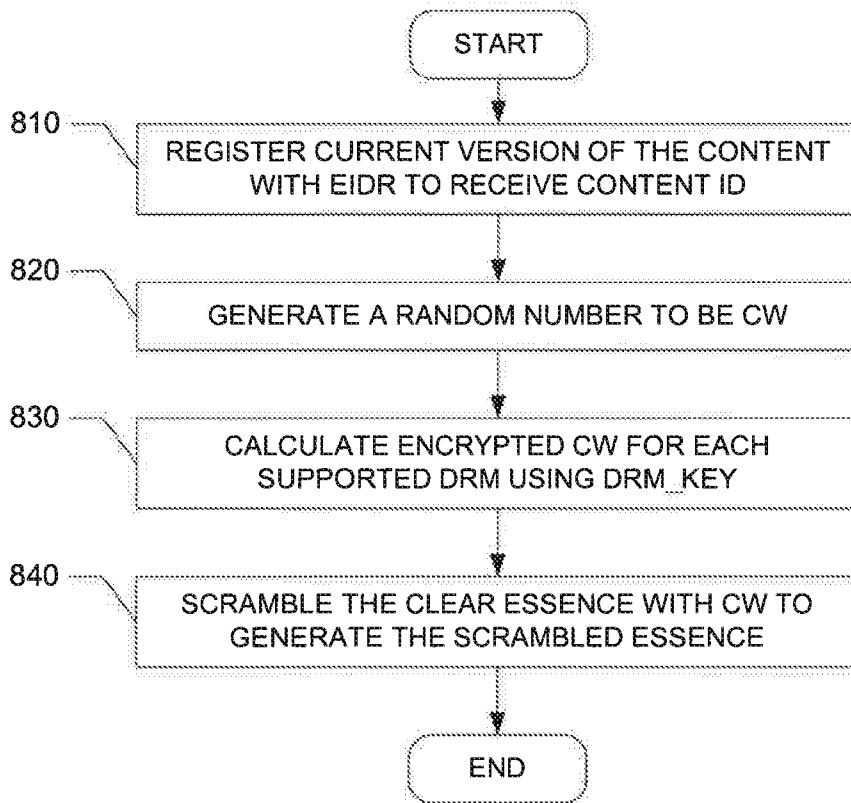 START
810
REGISTER CURRENT VERSION OF THE CONTENT
WITH EIDR TO RECEIVE CONTENT ID
820
GENERATE A RANDOM NUMBER TO BE CW
830
CALCULATE ENCRYPTED CW FOR EACH
SUPPORTED DRM USING DRM_KEY
840
SCRAMBLE THE CLEAR ESSENCE WITH CW TO
GENERATE THE SCRAMBLED ESSENCE
END